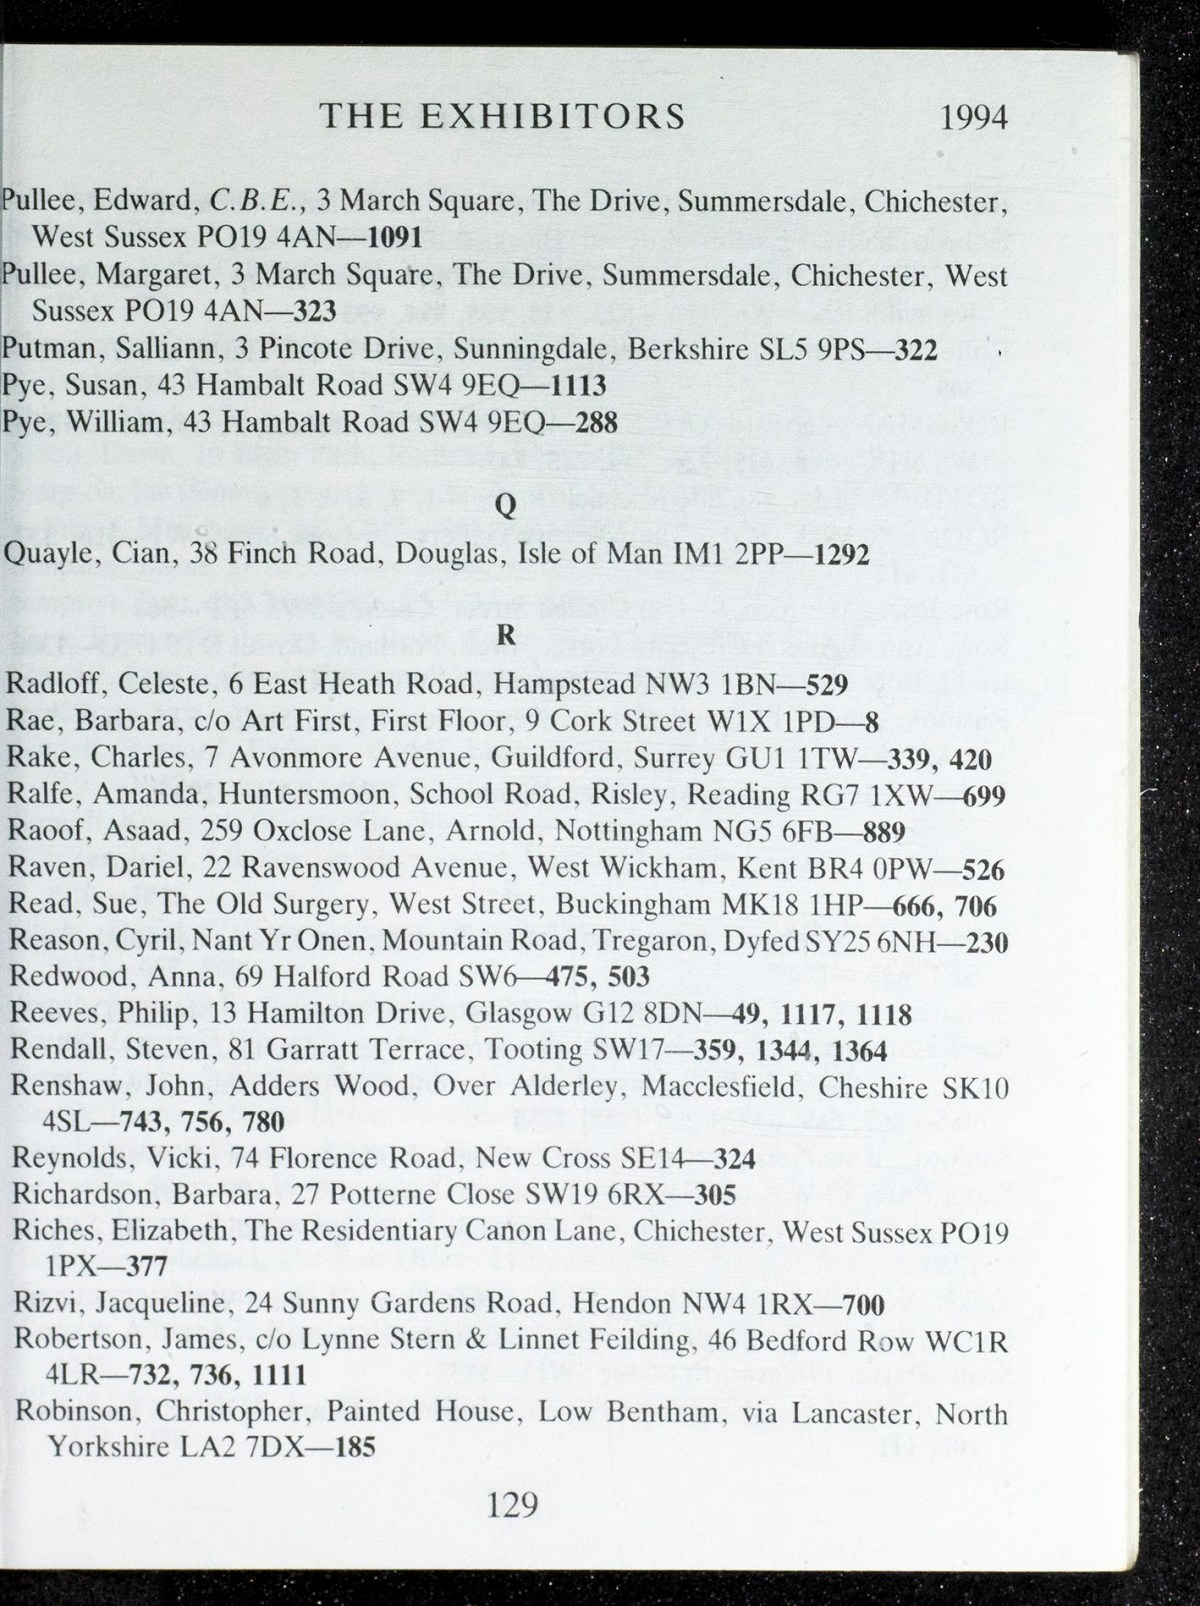 THE EXHIBITORS 1994
Pullee, Edward, C.B.E., 3 March Square, The Drive, Summersdale, Chichester,
West Sussex PO19 4AN—1091
Pullee, Margaret, 3 March Square, The Drive, Summersdale, Chichester, West
Sussex PO19 4AN—323
Putman, Salliann, 3 Pincote Drive, Sunningdale, Berkshire SL5 9PS—322
Pye, Susan, 43 Hambalt Road SW4 9EQ—1113
Pye, William, 43 Hambalt Road SW4 9EQ—288
Q
Quayle, Cian, 38 Finch Road, Douglas, Isle of Man IM1 2PP—1292
R
Radloff, Celeste, 6 East Heath Road, Hampstead NW3 1BN—529
Rae, Barbara, c/o Art First, First Floor, 9 Cork Street W1X 1PD—8
Rake, Charles, 7 Avonmore Avenue, Guildford, Surrey GU1 1TW—339, 420
Ralfe, Amanda, Huntersmoon, School Road, Risley, Reading RG7 1XW—699
Raoof, Asaad, 259 Oxclose Lane, Arnold, Nottingham NG5 6FB—889
Raven, Dariel, 22 Ravenswood Avenue, West Wickham, Kent BR4 0PW—526
Read, Sue, The Old Surgery, West Street, Buckingham MK18 1HP—666, 706
Reason, Cyril, Nant Yr Onen, Mountain Road, Tregaron, Dyfed SY25 6NH—230
Redwood, Anna, 69 Halford Road SW6—475, 503
Reeves, Philip, 13 Hamilton Drive, Glasgow G12 8DN—49, 1117, 1118
Rendall, Steven, 81 Garratt Terrace, Tooting SW17—359, 1344, 1364
Renshaw, John, Adders Wood, Over Alderley, Macclesfield, Cheshire SK10
4SL—743, 756, 780
Reynolds, Vicki, 74 Florence Road, New Cross SE14—324
Richardson, Barbara, 27 Potterne Close SW19 6RX—305
Riches, Elizabeth, The Residentiary Canon Lane, Chichester, West Sussex PO19
1PX—377
Rizvi, Jacqueline, 24 Sunny Gardens Road, Hendon NW4 1RX—700
Robertson, James, c/o Lynne Stern & Linnet Feilding, 46 Bedford Row WC1R
4LR—732, 736, 1111
Robinson, Christopher, Painted House, Low Bentham, via Lancaster, North
Yorkshire LA2 7DX—185
129